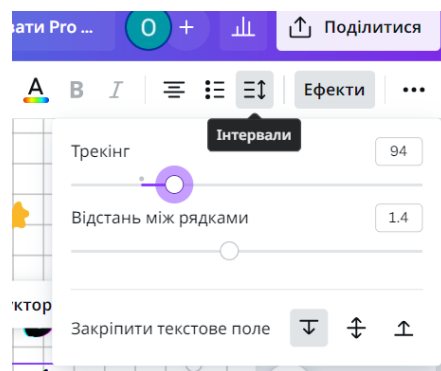 вати Pro ...
O
+
Поділитися
A
B
I
Ефекти
...
Інтервали
Трекінг
94
Відстань між рядками
1.4
ктор
Закріпити текстове поле